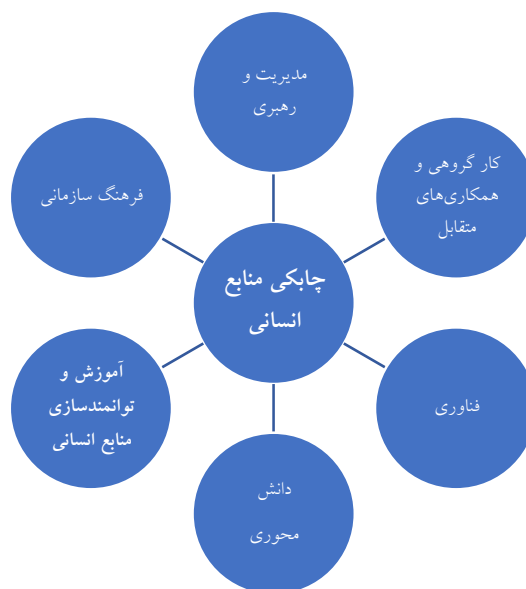 مدیریت و
رهبری
کار گروهی و
همکاری‌های
متقابل
فرهنگ سازمانی
چابکی منابع
انسانی
آموزش و
توانمندسازی
منابع انسانی
فناوری
دانش
محوری